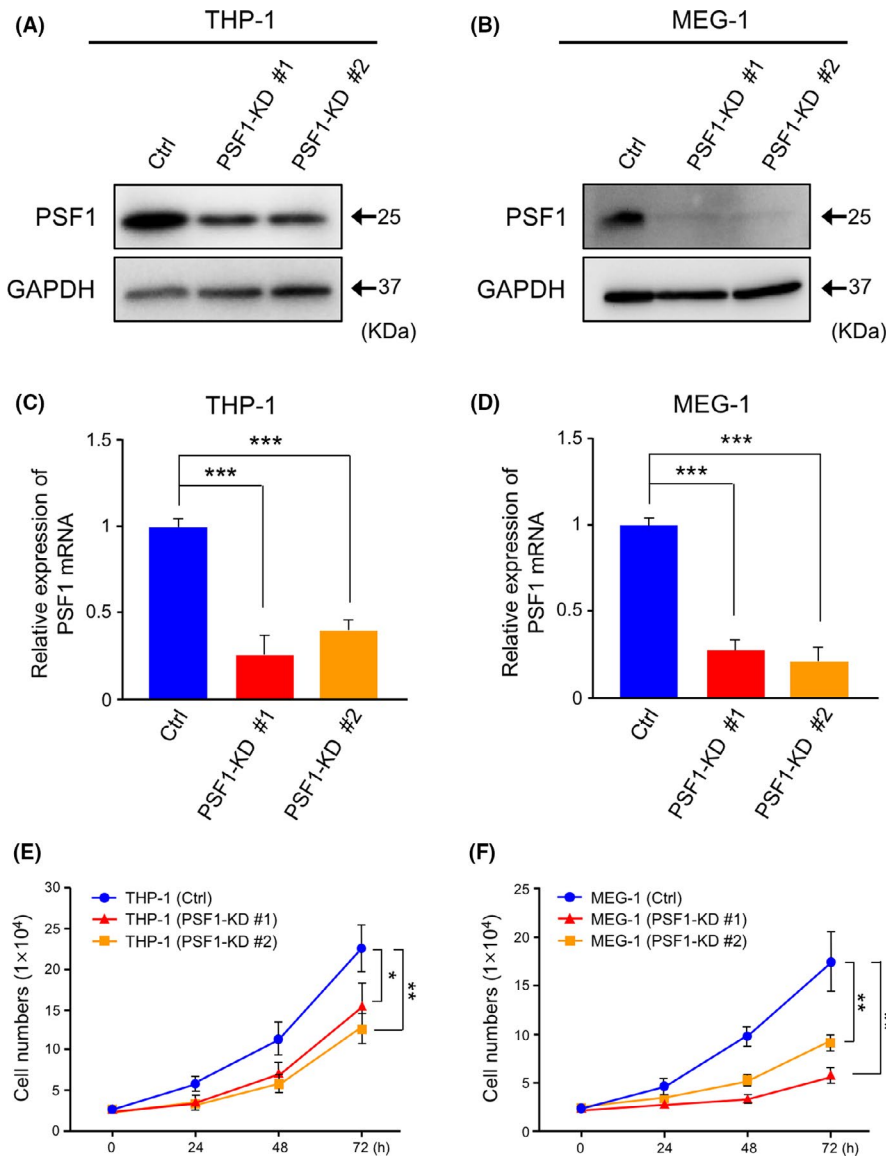 (A)
THP-1
Ctrl
PSF1-KD #1
PSF1-KD #2
PSF1
25
GAPDH
37
(KDa)
(B)
MEG-1
Ctrl
PSF1-KD #1
PSF1-KD #2
PSF1
25
GAPDH
37
(KDa)
(C)
THP-1
Relative expression of
PSF1 mRNA
1.5
1
0.5
0
***
***
Ctrl
PSF1-KD #1
PSF1-KD #2
(D)
MEG-1
Relative expression of
PSF1 mRNA
1.5
1
0.5
0
***
***
Ctrl
PSF1-KD #1
PSF1-KD #2
(E)
Cell numbers (1×10⁴)
30
25
20
15
10
5
0
THP-1 (Ctrl)
THP-1 (PSF1-KD #1)
THP-1 (PSF1-KD #2)
*
**
0 24 48 72 (h)
(F)
Cell numbers (1×10⁴)
25
20
15
10
5
0
MEG-1 (Ctrl)
MEG-1 (PSF1-KD #1)
MEG-1 (PSF1-KD #2)
**
0 24 48 72 (h)